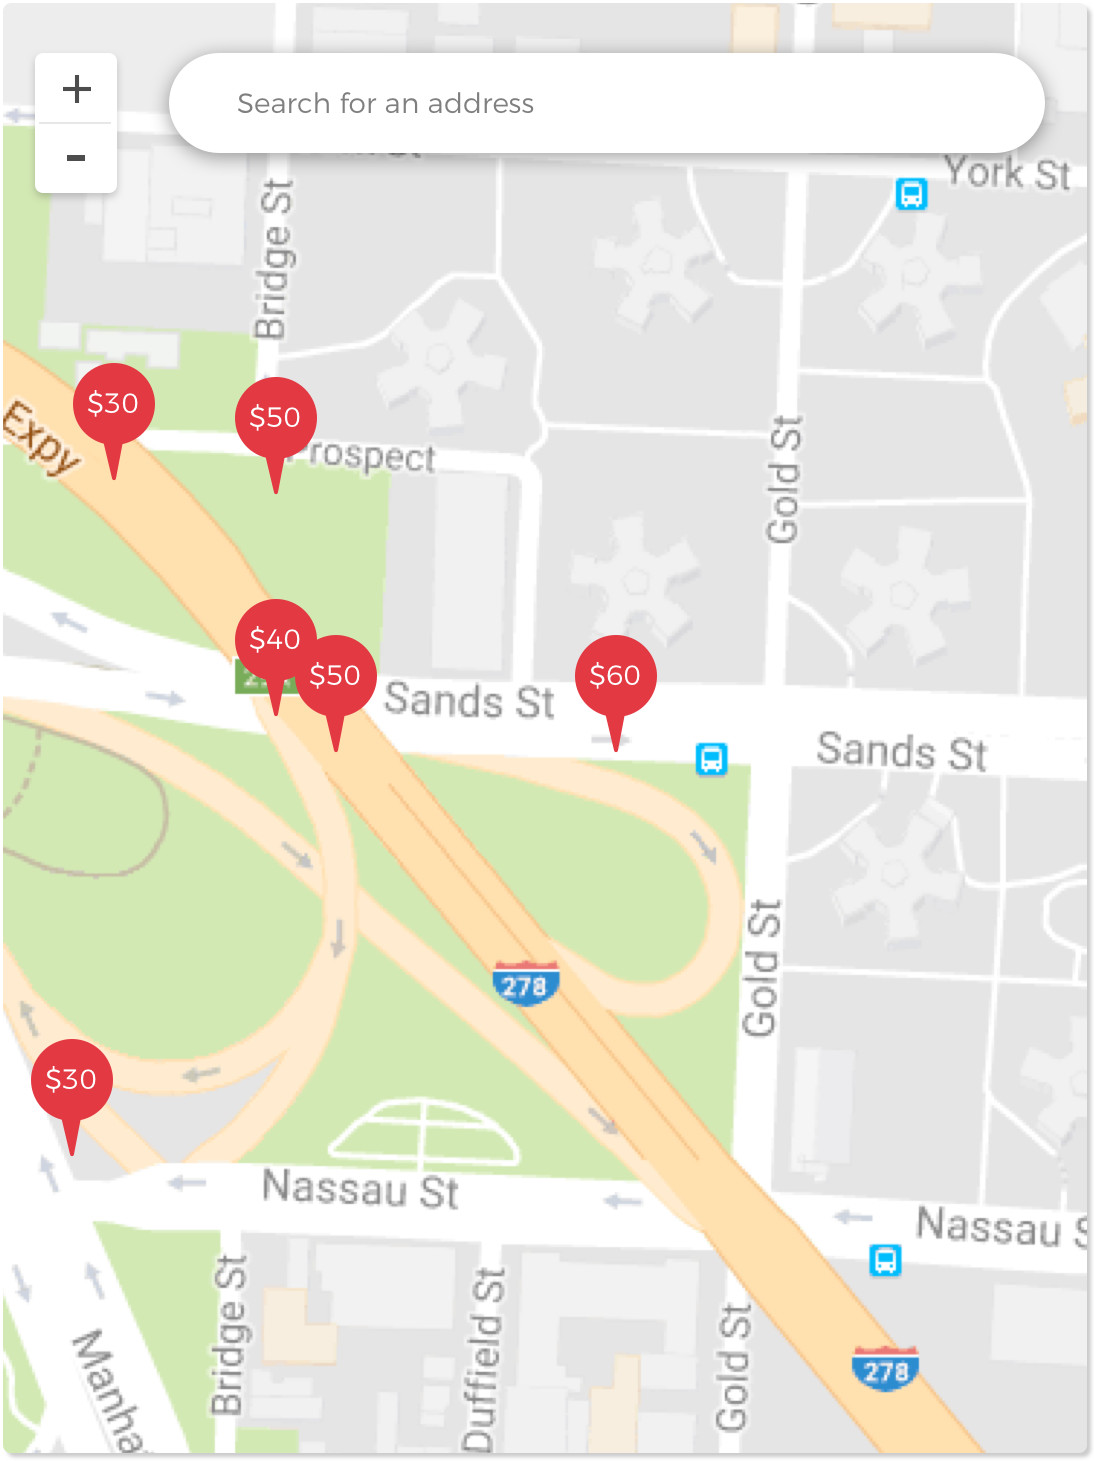 +
Search for an address
-
York St
Bridge St
$30
$50
Expy
Prospect
Gold St
$40
$50
$60
Sands St
Sands St
Gold St
278
$30
Nassau St
Nassau S
Bridge St
Duffield St
Gold St
278
Manha